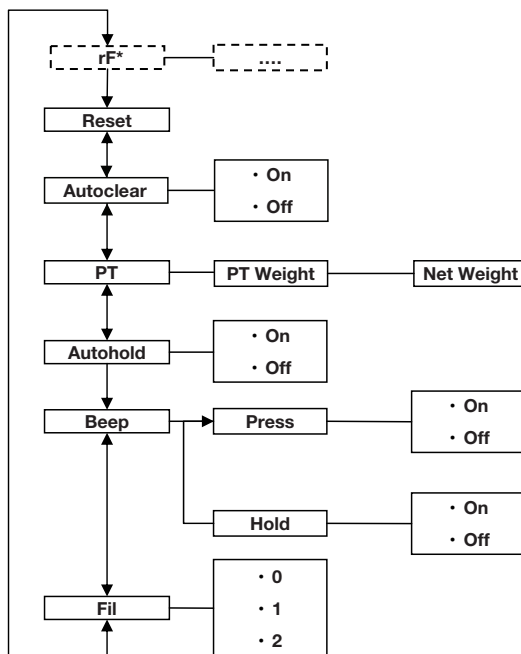 rF* ....
Reset
Autoclear
• On
• Off
PT PT Weight Net Weight
Autohold
• On
• Off
Beep Press
• On
• Off
Hold
• On
• Off
Fil
• 0
• 1
• 2